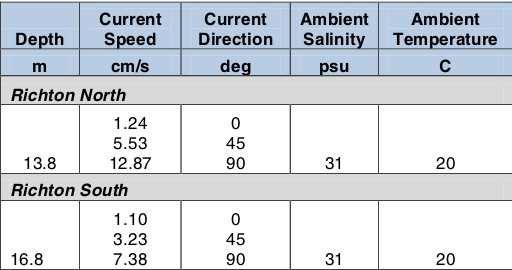 Depth Current Speed Current Direction Ambient Salinity Ambient Temperature
m cm/s deg psu C
Richton North
1.24 0
5.53 45
13.8 12.87 90 31 20
Richton South
1.10 0
3.23 45
16.8 7.38 90 31 20